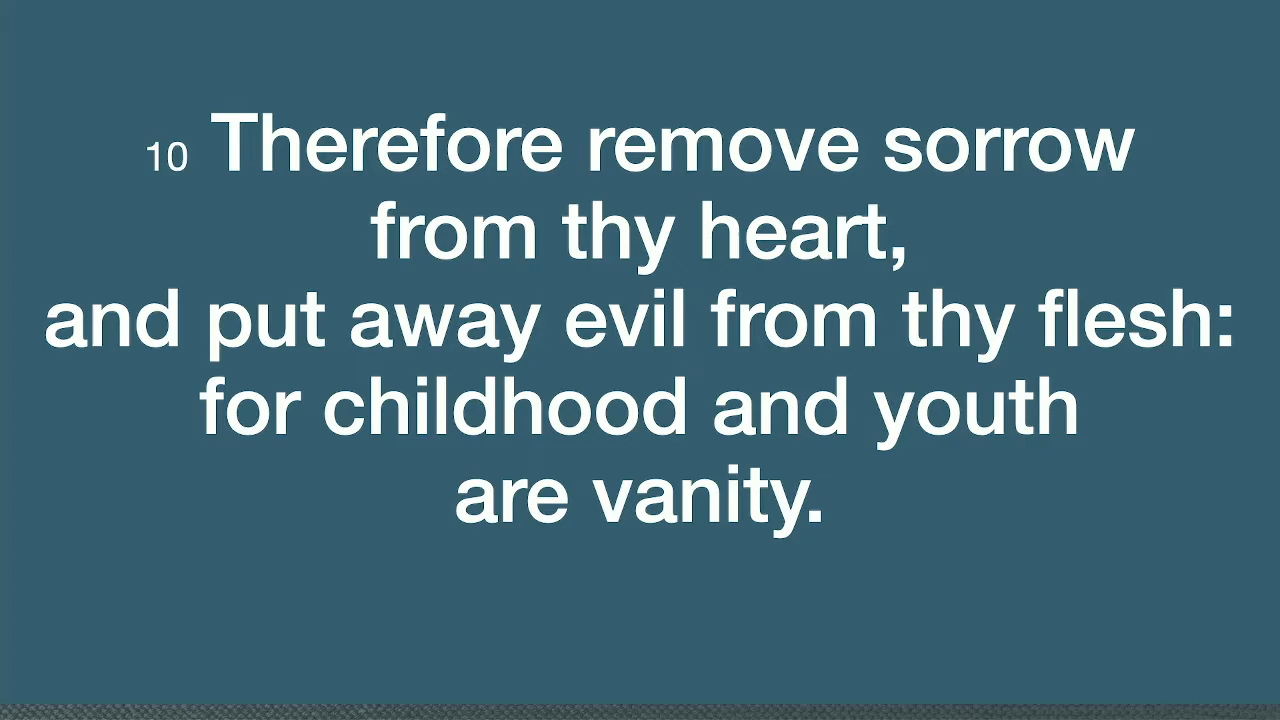 10 Therefore remove sorrow
from thy heart,
and put away evil from thy flesh:
for childhood and youth
are vanity.